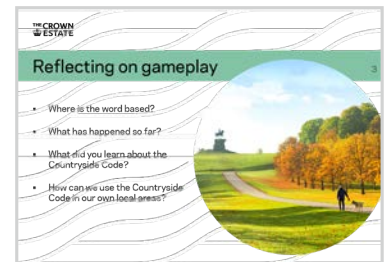 THE CROWN
ESTATE
Reflecting on gameplay
3
▪ Where is the word based?
▪ What has happened so far?
▪ What did you learn about the
Countryside Code?
▪ How can we use the Countryside
Code in our own local areas?